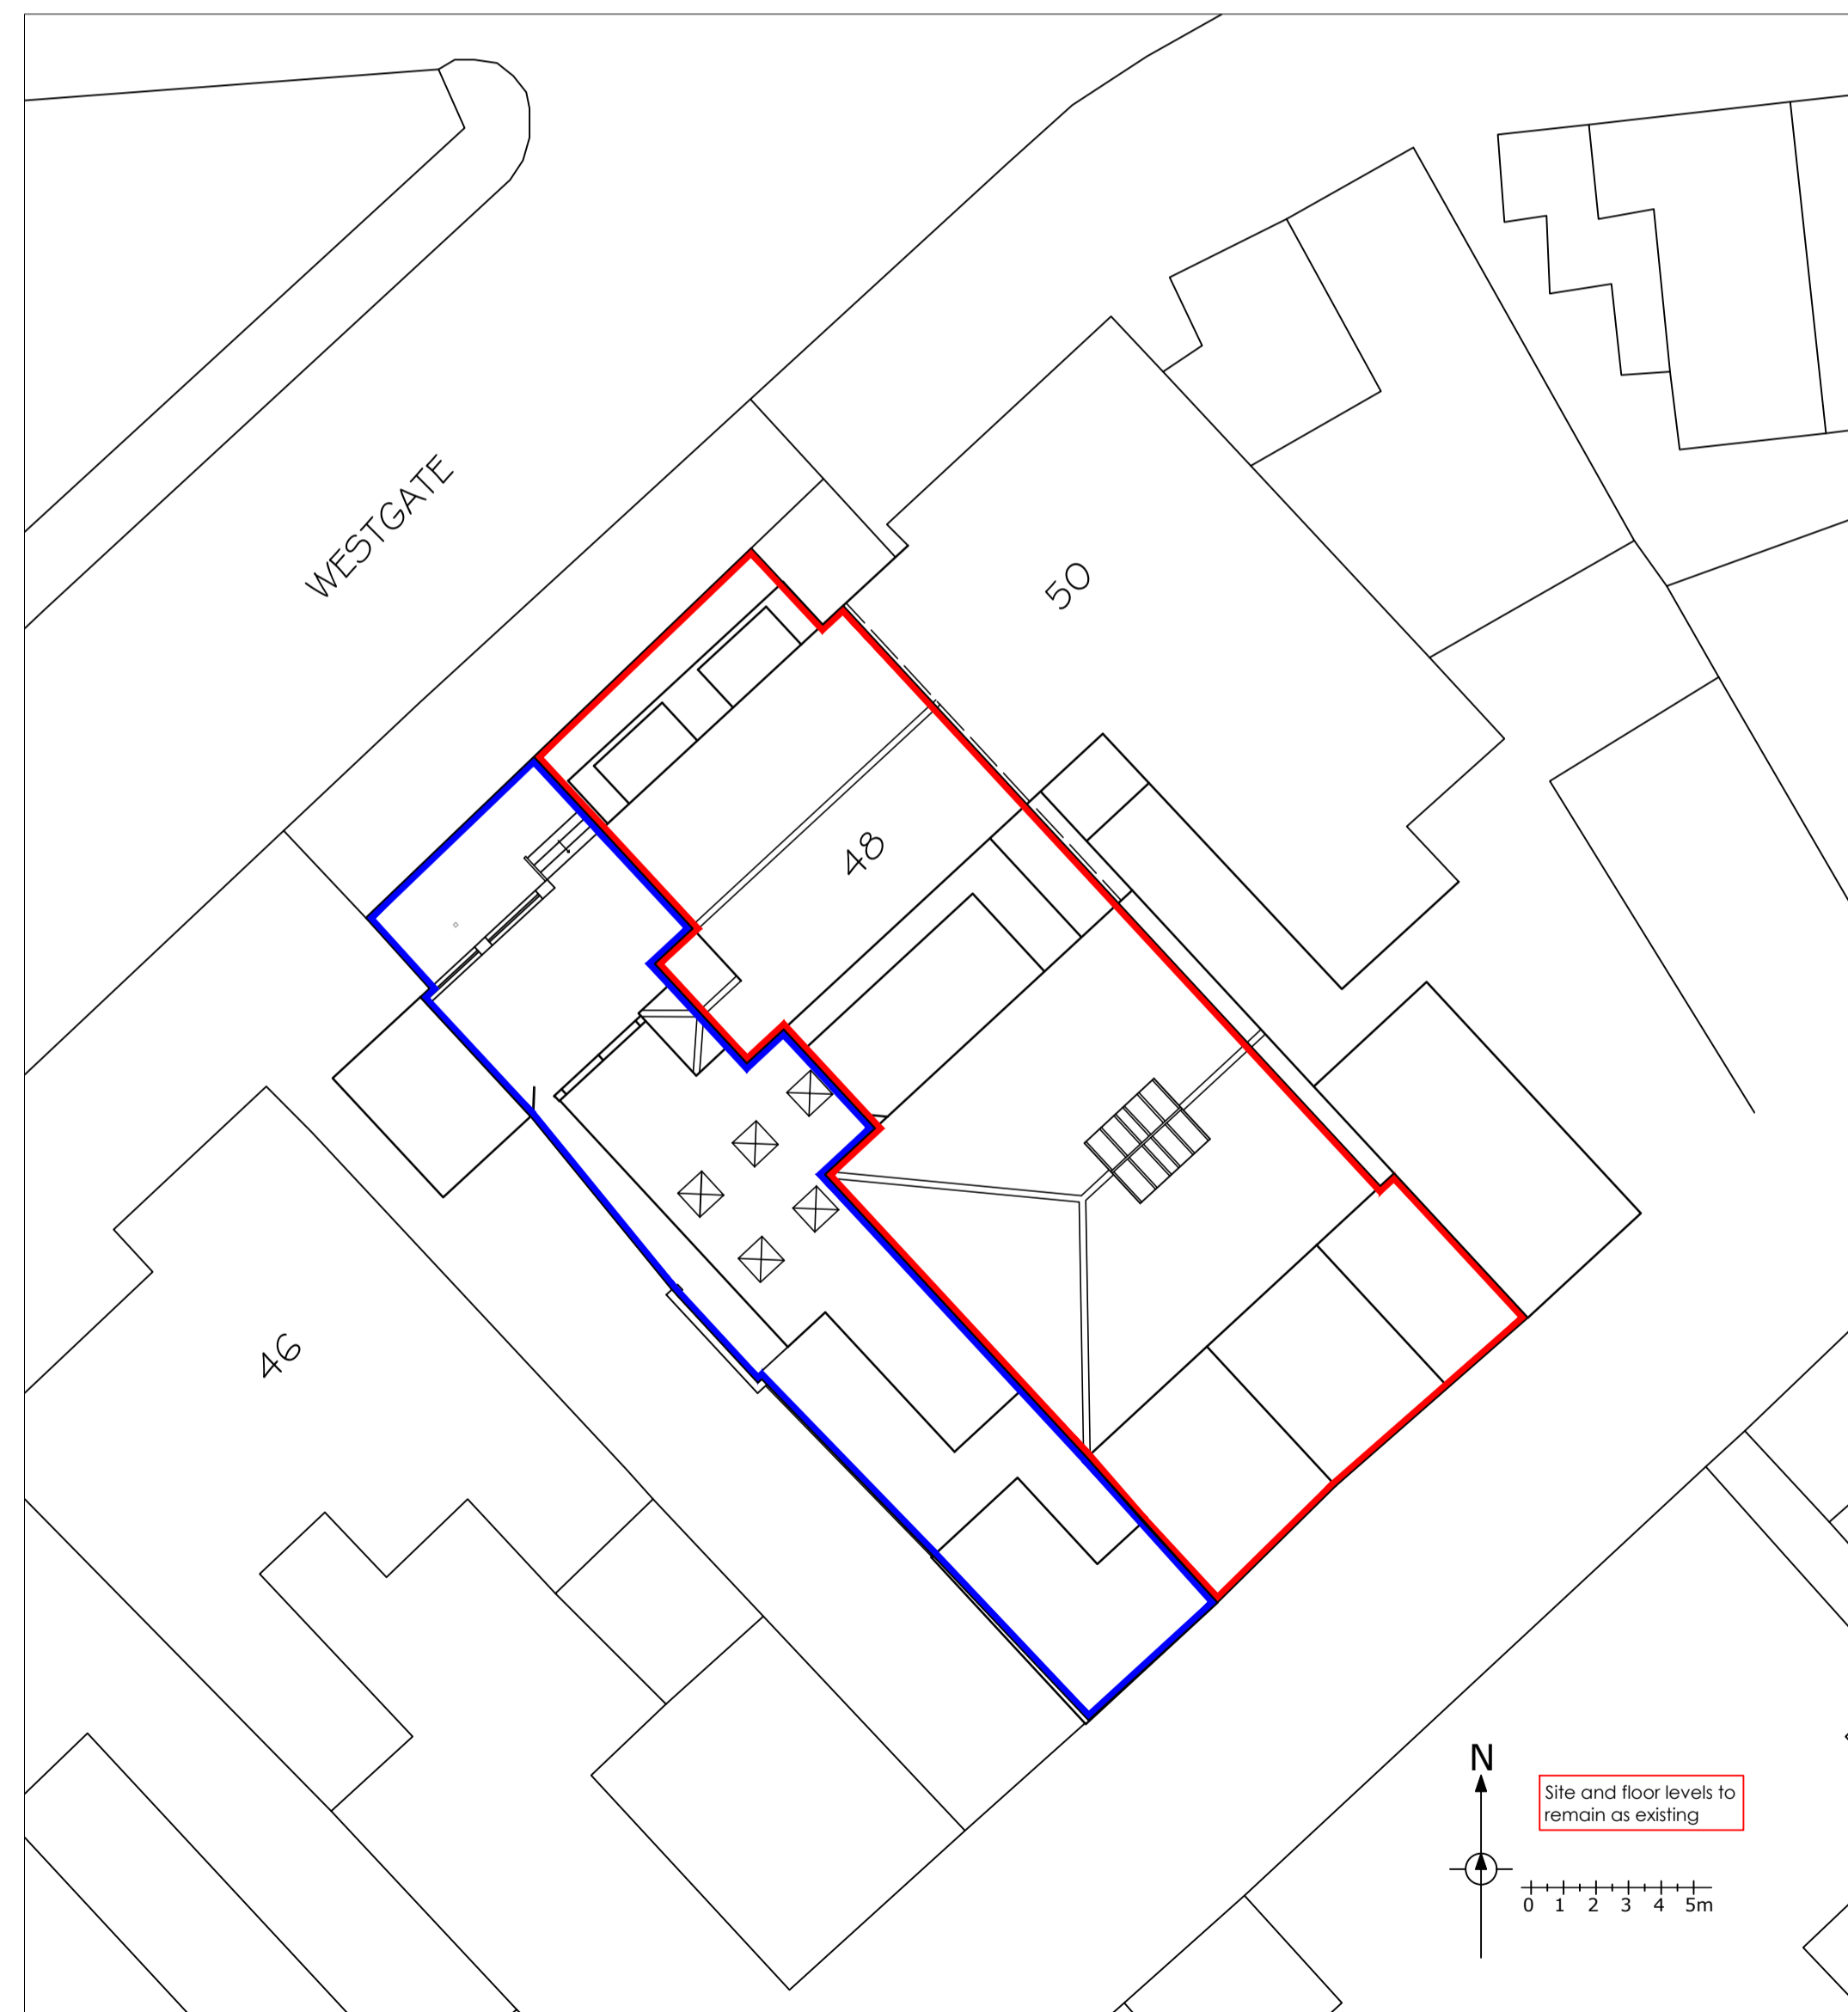 WESTGATE
50
48
46
N
Site and floor levels to
remain as existing
0 1 2 3 4 5m